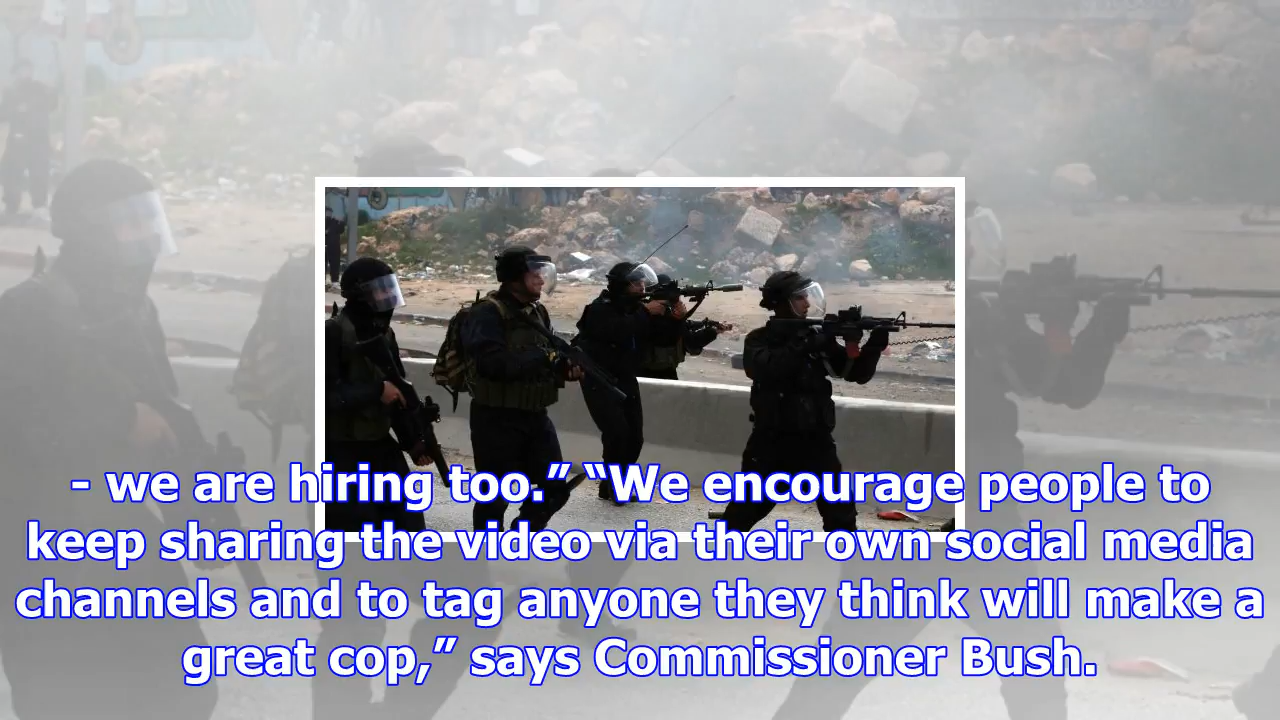 - we are hiring too.” “We encourage people to
keep sharing the video via their own social media
channels and to tag anyone they think will make a
great cop,” says Commissioner Bush.